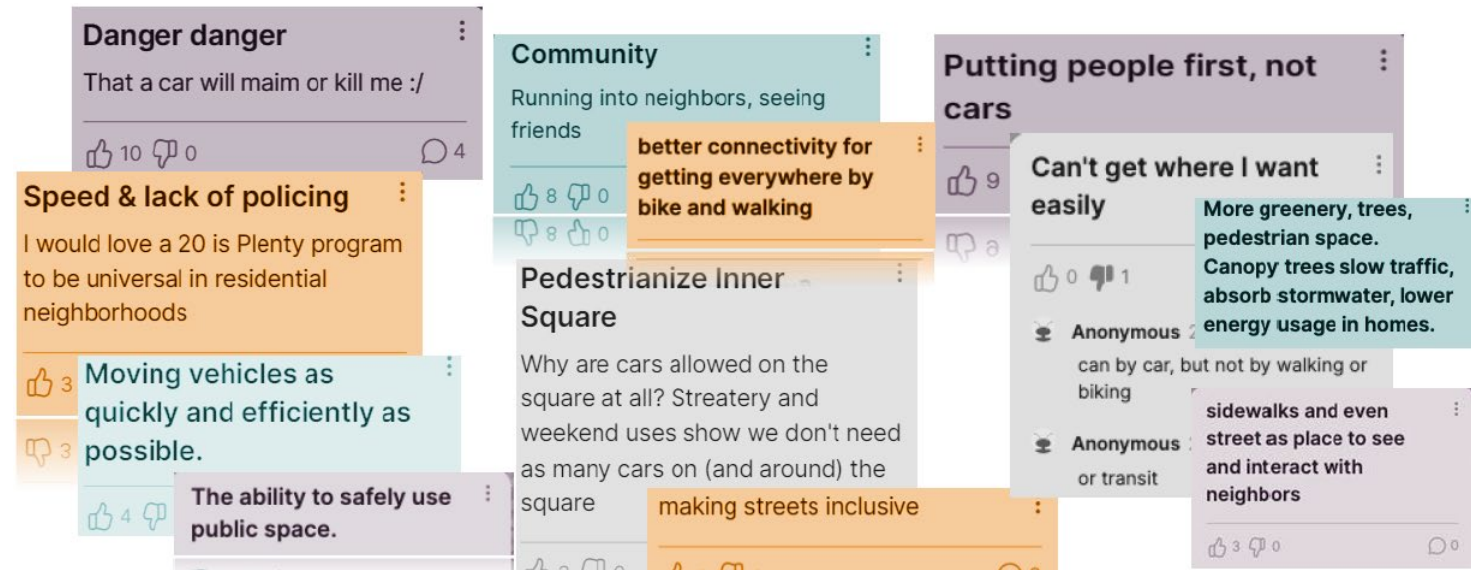 Danger danger
That a car will maim or kill me :/
10 0 4
Speed & lack of policing
I would love a 20 is Plenty program
to be universal in residential
neighborhoods
3
3
Moving vehicles as
quickly and efficiently as
possible.
4
The ability to safely use
public space.
Community
Running into neighbors, seeing
friends
8 0
8 0
better connectivity for
getting everywhere by
bike and walking
Pedestrianize Inner
Square
Why are cars allowed on the
square at all? Streatery and
weekend uses show we don't need
as many cars on (and around) the
square
making streets inclusive
Putting people first, not
cars
9
Can't get where I want
easily
0 1
Anonymous
can by car, but not by walking or
biking
Anonymous
or transit
More greenery, trees,
pedestrian space.
Canopy trees slow traffic,
absorb stormwater, lower
energy usage in homes.
sidewalks and even
street as place to see
and interact with
neighbors
3 0 0